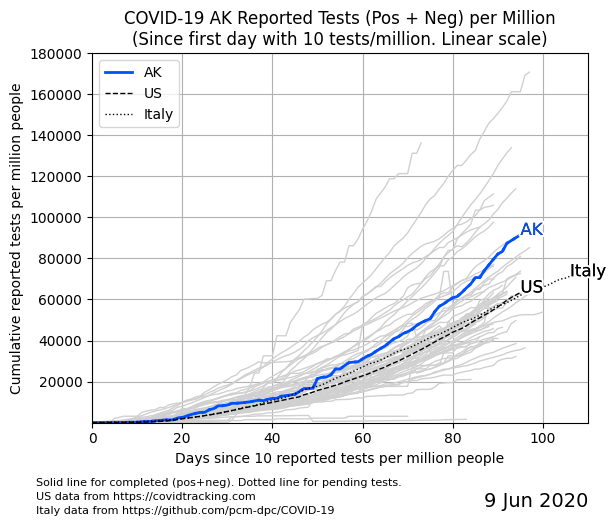 COVID-19 AK Reported Tests (Pos + Neg) per Million
(Since first day with 10 tests/million. Linear scale)
Cumulative reported tests per million people
180000
160000
140000
120000
100000
80000
60000
40000
20000
AK
US
Italy
AK
Italy
US
0 20 40 60 80 100
Days since 10 reported tests per million people
Solid line for completed (pos+neg). Dotted line for pending tests.
US data from https://covidtracking.com
Italy data from https://github.com/pcm-dpc/COVID-19
9 Jun 2020